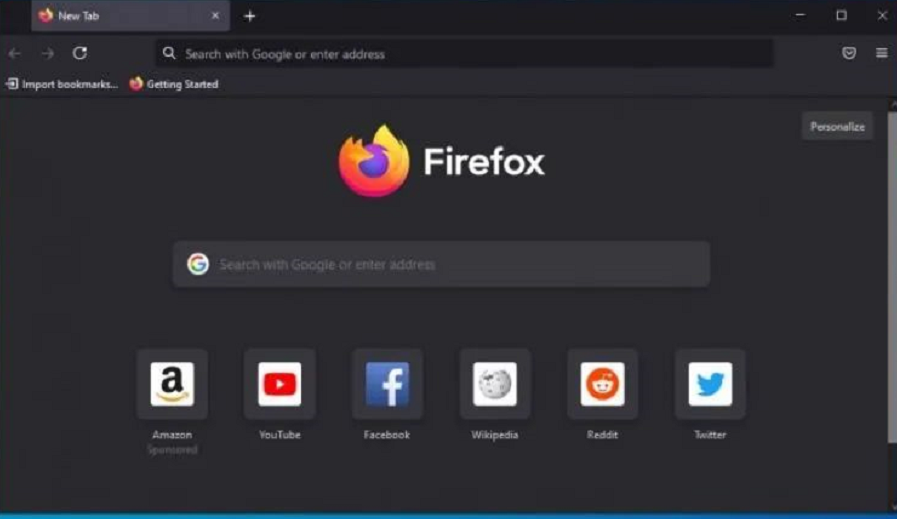 New Tab
Search with Google or enter address
Import bookmarks... Getting Started
Personalize
Firefox
Search with Google or enter address
Amazon YouTube Facebook Wikipedia Reddit Twitter
Sponsored